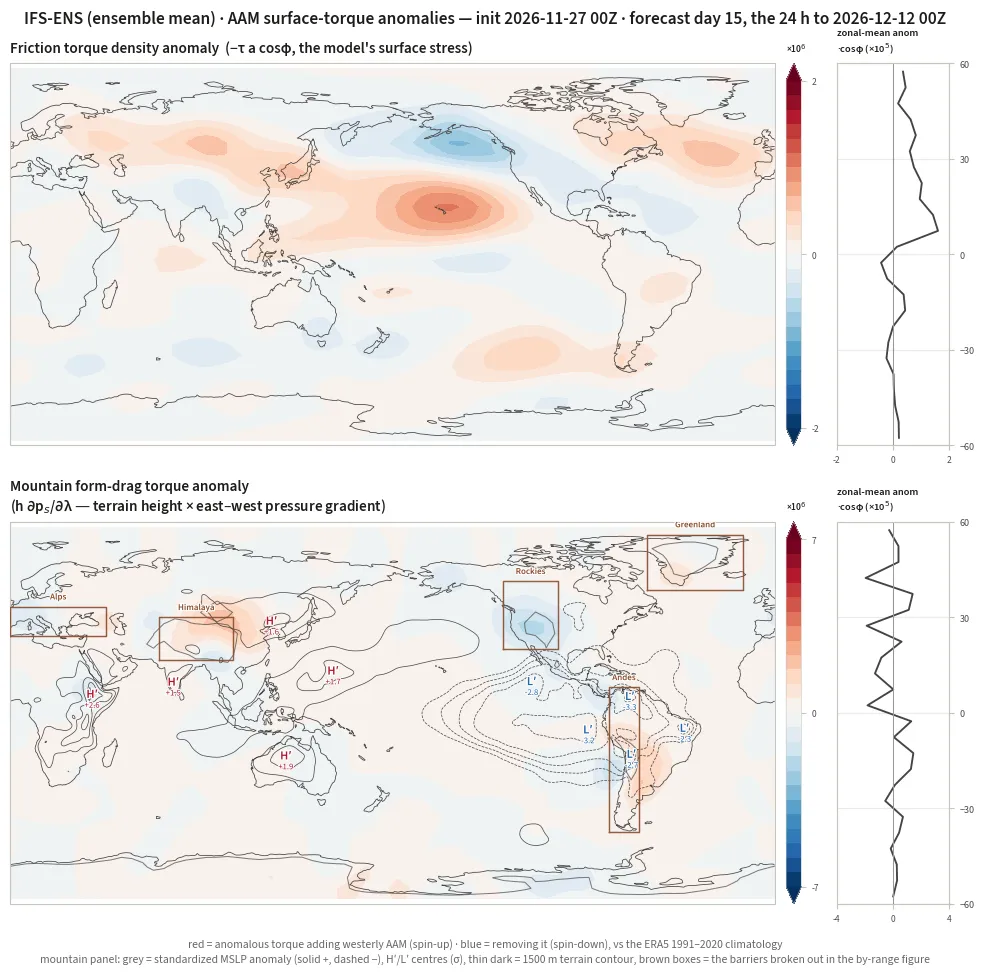 IFS-ENS (ensemble mean) · AAM surface-torque anomalies — init 2026-11-27 00Z · forecast day 15, the 24 h to 2026-12-12 00Z
Friction torque density anomaly (−τ a cosφ, the model's surface stress)
×10⁶
zonal-mean anom
·cosφ (×10⁵)
2
0
-2
60
30
0
−30
−60
-2
0
2
Mountain form-drag torque anomaly
(h ∂pₛ/∂λ — terrain height × east–west pressure gradient)
×10⁶
zonal-mean anom
·cosφ (×10⁵)
Greenland
Rockies
Alps
Himalaya
Andes
H′
+1.6
H′
+1.7
H′
+1.5
H′
+2.6
H′
+1.9
L′
-2.8
L′
-3.3
L′
-3.2
L′
-2.3
L′
7
0
-7
60
30
0
−30
−60
-4
0
4
red = anomalous torque adding westerly AAM (spin-up) · blue = removing it (spin-down), vs the ERA5 1991–2020 climatology
mountain panel: grey = standardized MSLP anomaly (solid +, dashed −), H′/L′ centres (σ), thin dark = 1500 m terrain contour, brown boxes = the barriers broken out in the by-range figure